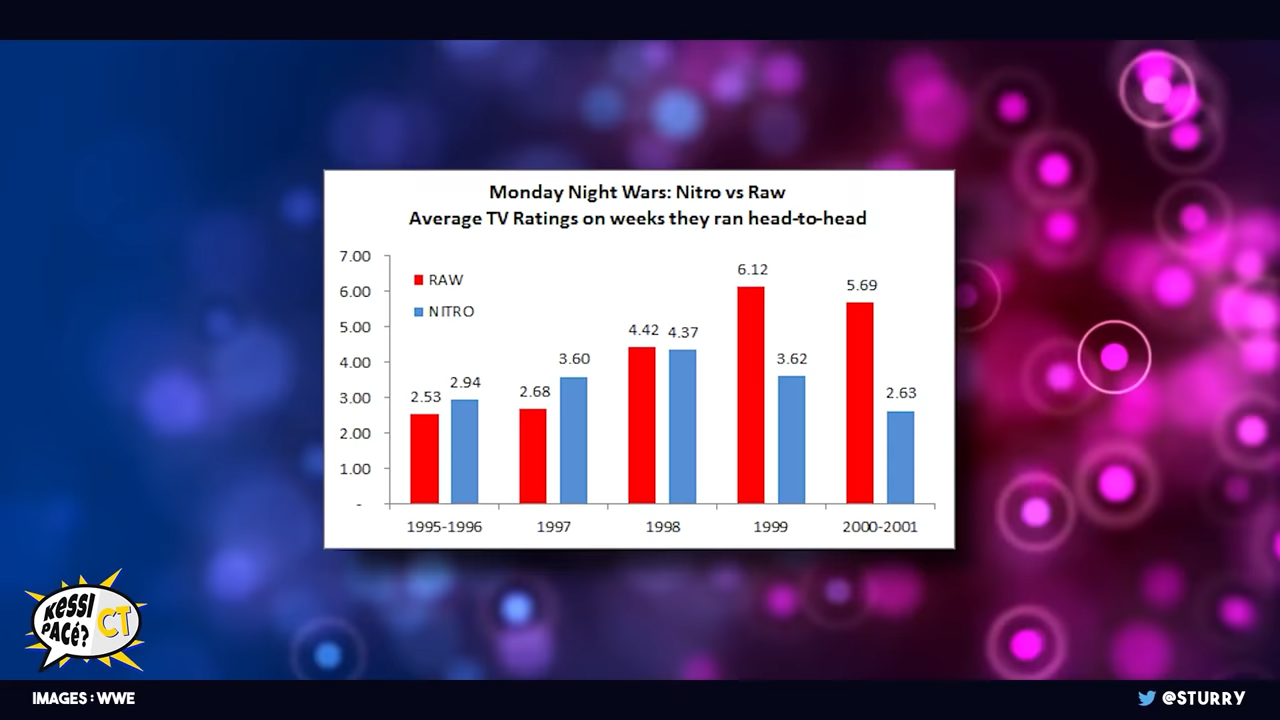 Monday Night Wars: Nitro vs Raw
Average TV Ratings on weeks they ran head-to-head
7.00
6.00
5.00
4.00
3.00
2.00
1.00
-
RAW
NITRO
2.53
2.94
2.68
3.60
4.42
4.37
6.12
3.62
5.69
2.63
1995-1996
1997
1998
1999
2000-2001
KESSI
PACé?
CT
IMAGES : WWE
@STURRY